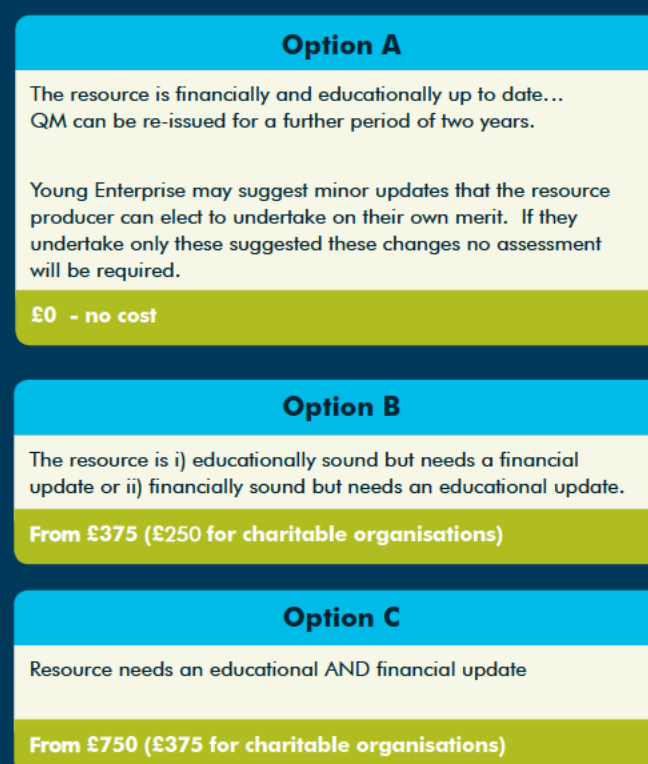 Option A
The resource is financially and educationally up to date...
QM can be re-issued for a further period of two years.
Young Enterprise may suggest minor updates that the resource
producer can elect to undertake on their own merit.  If they
undertake only these suggested these changes no assessment
will be required.
£0  - no cost
Option B
The resource is i) educationally sound but needs a financial
update or ii) financially sound but needs an educational update.
From £375 (£250 for charitable organisations)
Option C
Resource needs an educational AND financial update
From £750 (£375 for charitable organisations)